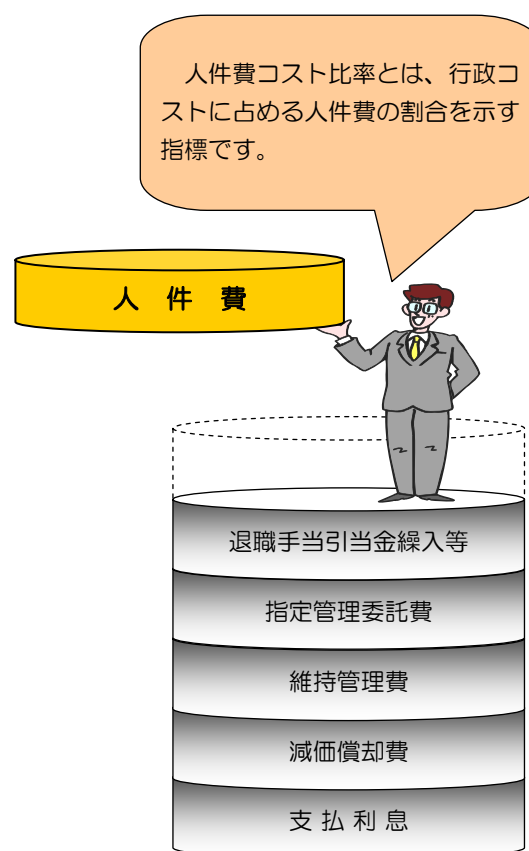 人件費コスト比率とは、行政コ
ストに占める人件費の割合を示す
指標です。
人 件 費
退職手当引当金繰入等
指定管理委託費
維持管理費
減価償却費
支 払 利 息